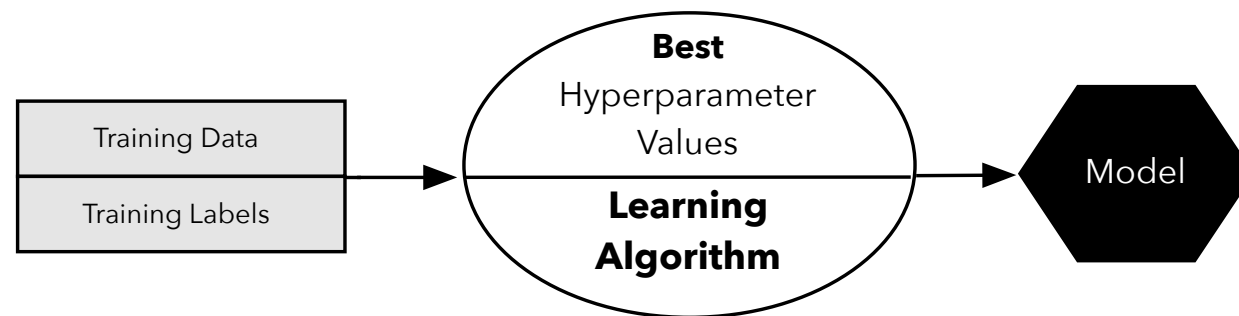 Training Data
Training Labels
Best
Hyperparameter
Values
Learning
Algorithm
Model